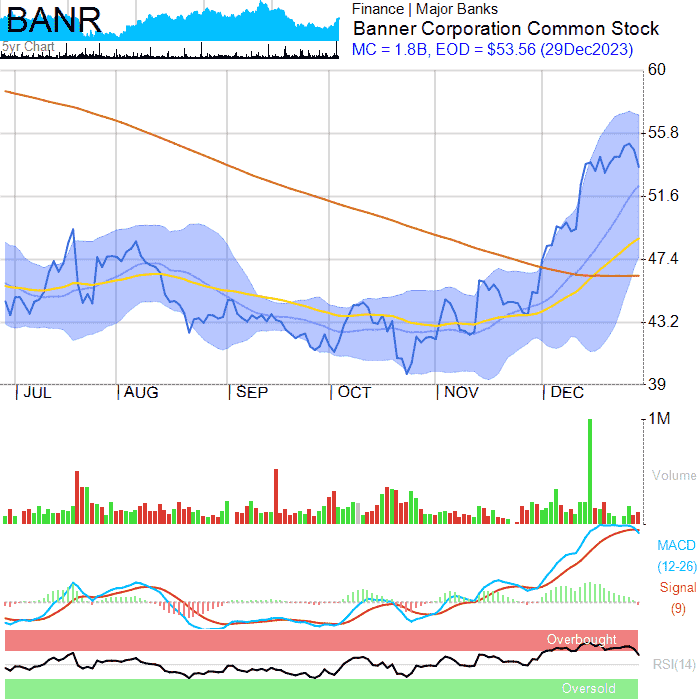 BANR
5yr Chart
Finance | Major Banks
Banner Corporation Common Stock
MC = 1.8B, EOD = $53.56 (29Dec2023)
60
55.8
51.6
47.4
43.2
39
JUL AUG SEP OCT NOV DEC
1M
Volume
MACD
(12-26)
Signal
(9)
Overbought
RSI(14)
Oversold